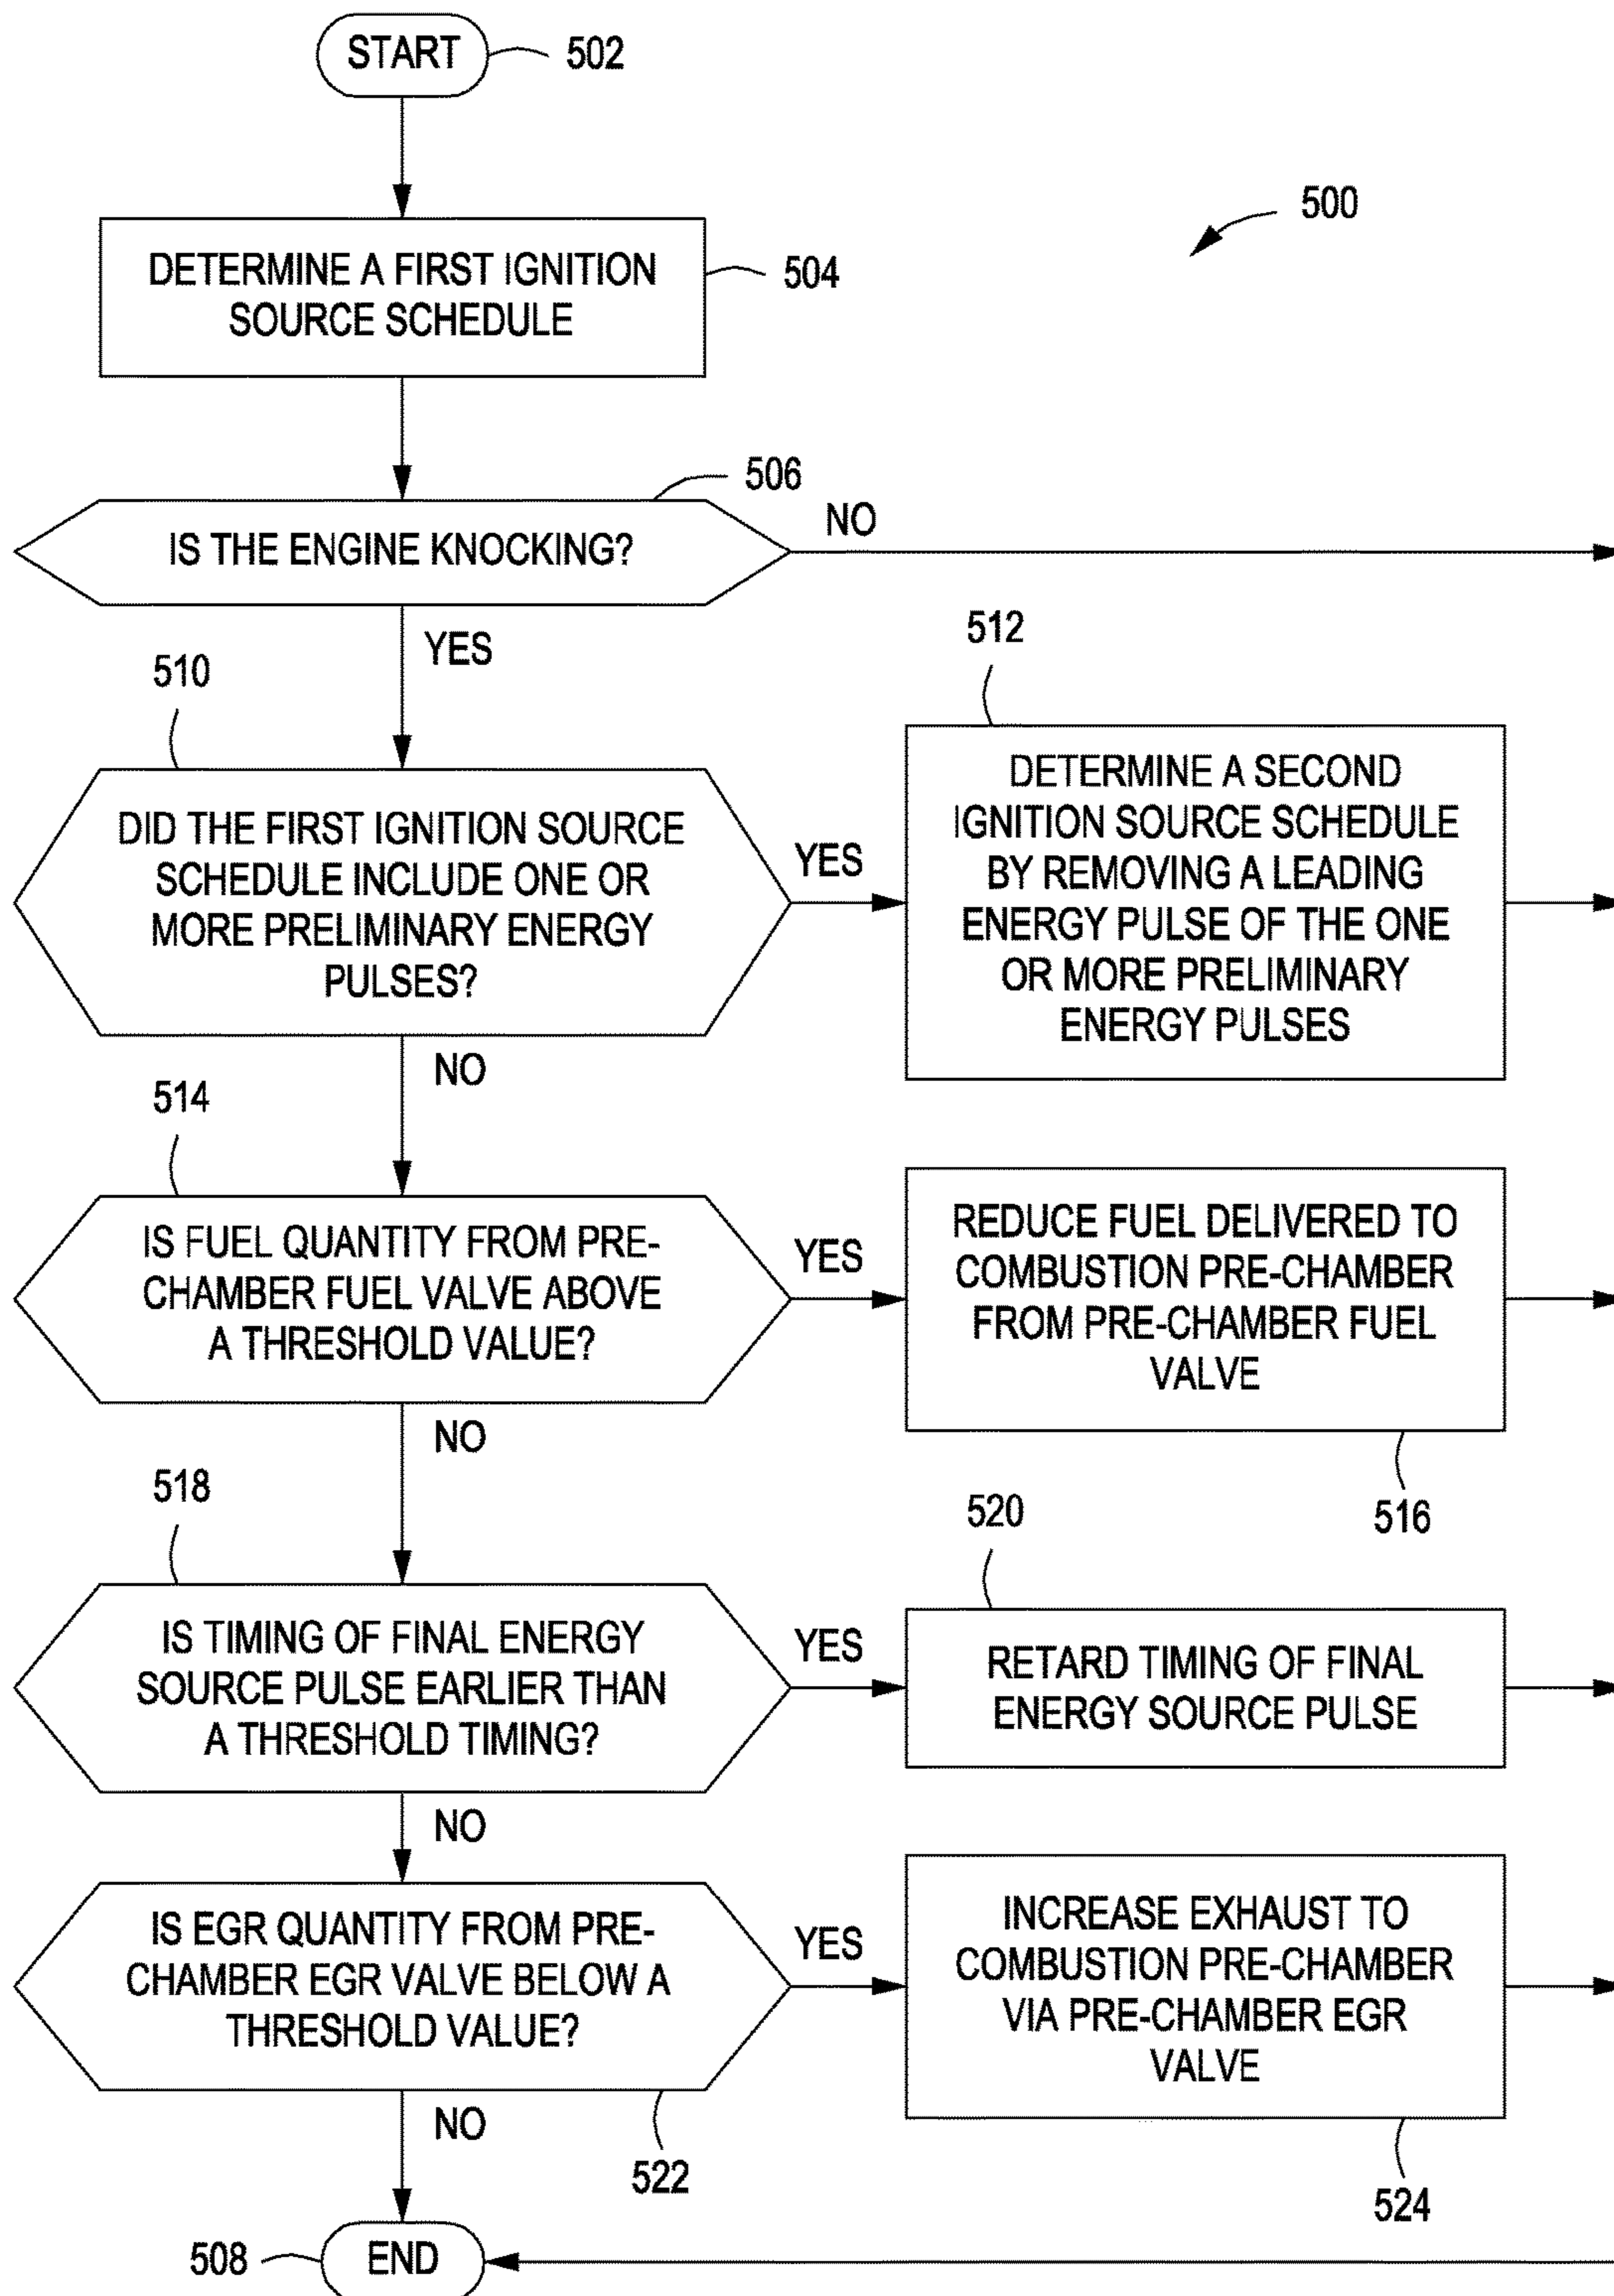 START
502
500
DETERMINE A FIRST IGNITION
SOURCE SCHEDULE
504
506
IS THE ENGINE KNOCKING?
NO
YES
510
512
DID THE FIRST IGNITION SOURCE
SCHEDULE INCLUDE ONE OR
MORE PRELIMINARY ENERGY
PULSES?
YES
DETERMINE A SECOND
IGNITION SOURCE SCHEDULE
BY REMOVING A LEADING
ENERGY PULSE OF THE ONE
OR MORE PRELIMINARY
ENERGY PULSES
NO
514
IS FUEL QUANTITY FROM PRE-
CHAMBER FUEL VALVE ABOVE
A THRESHOLD VALUE?
YES
REDUCE FUEL DELIVERED TO
COMBUSTION PRE-CHAMBER
FROM PRE-CHAMBER FUEL
VALVE
516
NO
518
520
IS TIMING OF FINAL ENERGY
SOURCE PULSE EARLIER THAN
A THRESHOLD TIMING?
YES
RETARD TIMING OF FINAL
ENERGY SOURCE PULSE
NO
IS EGR QUANTITY FROM PRE-
CHAMBER EGR VALVE BELOW A
THRESHOLD VALUE?
YES
INCREASE EXHAUST TO
COMBUSTION PRE-CHAMBER
VIA PRE-CHAMBER EGR
VALVE
NO
522
524
508
END